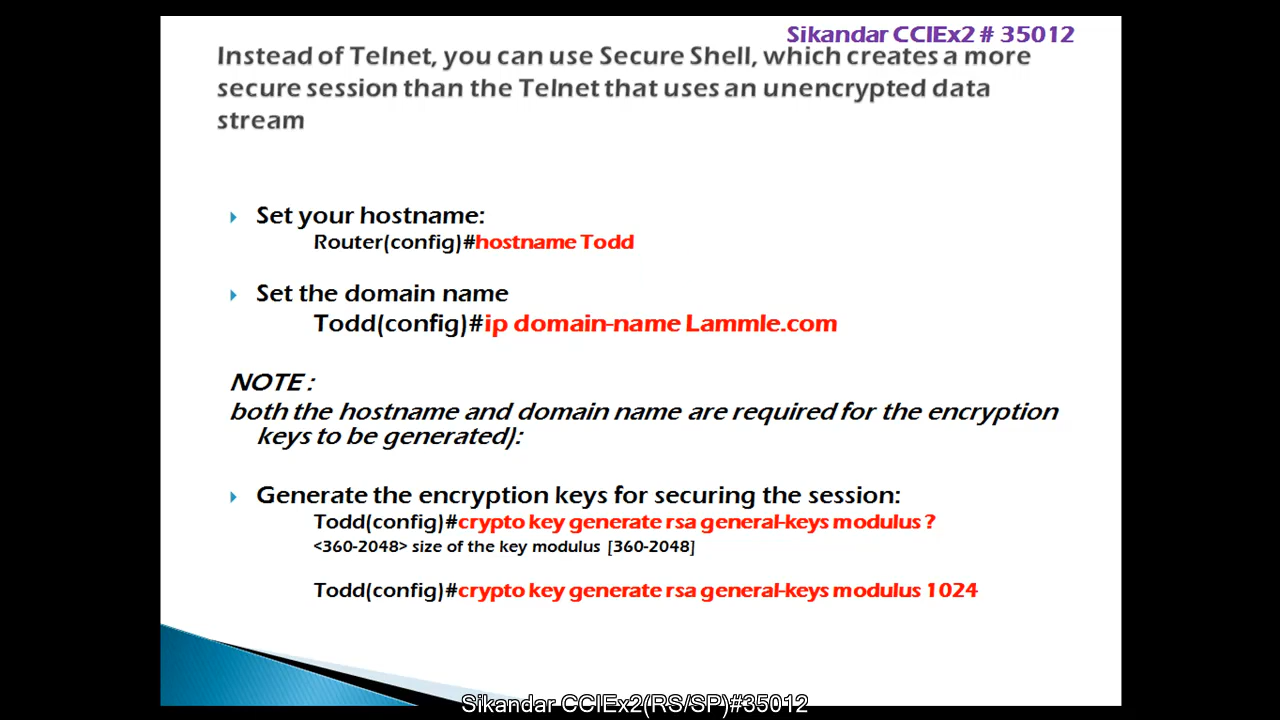 Sikandar CCIEx2 # 35012
Instead of Telnet, you can use Secure Shell, which creates a more
secure session than the Telnet that uses an unencrypted data
stream
Set your hostname:
Router(config)#hostname Todd
Set the domain name
Todd(config)#ip domain-name Lammle.com
NOTE :
both the hostname and domain name are required for the encryption
keys to be generated):
Generate the encryption keys for securing the session:
Todd(config)#crypto key generate rsa general-keys modulus ?
<360-2048> size of the key modulus [360-2048]
Todd(config)#crypto key generate rsa general-keys modulus 1024
Sikandar CCIEx2(RS/SP)#35012